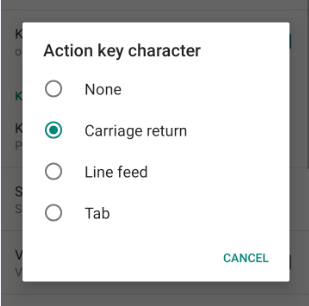 Action key character
None
Carriage return
Line feed
Tab
CANCEL